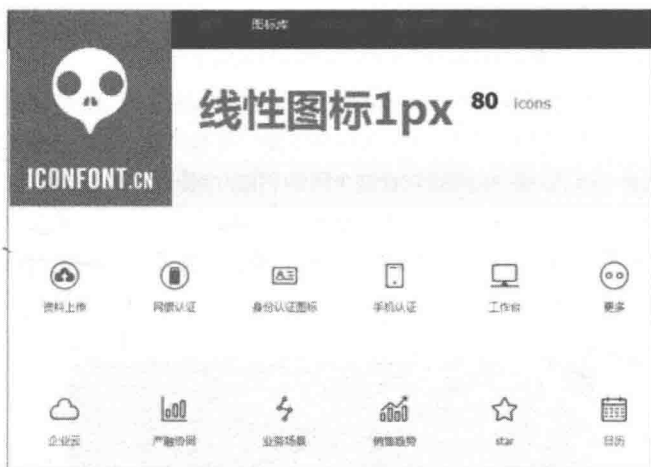 图标库
线性图标1px 80 icons
ICONFONT.CN
资料上传 网银认证 身份认证图标 手机认证 工作台 更多
企业云 产融协同 业务场景 销售趋势 star 日历